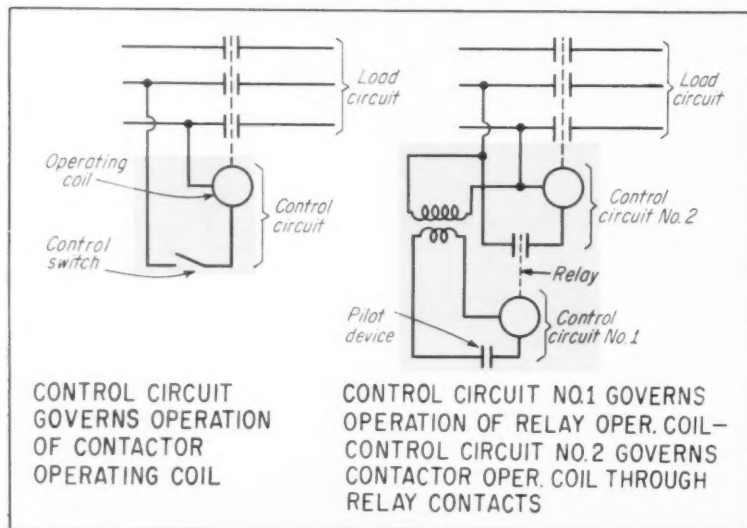 Load
circuit
Operating
coil
Control
circuit
Control
switch
CONTROL CIRCUIT
GOVERNS OPERATION
OF CONTACTOR
OPERATING COIL
Load
circuit
Control
circuit No.2
Relay
Pilot
device
Control
circuit No.1
CONTROL CIRCUIT NO.1 GOVERNS
OPERATION OF RELAY OPER. COIL—
CONTROL CIRCUIT NO.2 GOVERNS
CONTACTOR OPER. COIL THROUGH
RELAY CONTACTS